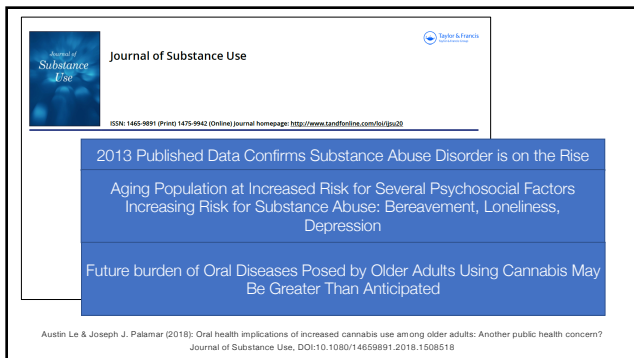 Journal of
Substance
Use
Journal of Substance Use
Taylor & Francis
ISSN: 1465-9891 (Print) 1475-9942 (Online) Journal homepage: http://www.tandfonline.com/loi/ijsu20
2013 Published Data Confirms Substance Abuse Disorder is on the Rise
Aging Population at Increased Risk for Several Psychosocial Factors
Increasing Risk for Substance Abuse: Bereavement, Loneliness,
Depression
Future burden of Oral Diseases Posed by Older Adults Using Cannabis May
Be Greater Than Anticipated
Austin Le & Joseph J. Palamar (2018): Oral health implications of increased cannabis use among older adults: Another public health concern?
Journal of Substance Use, DOI:10.1080/14659891.2018.1508518